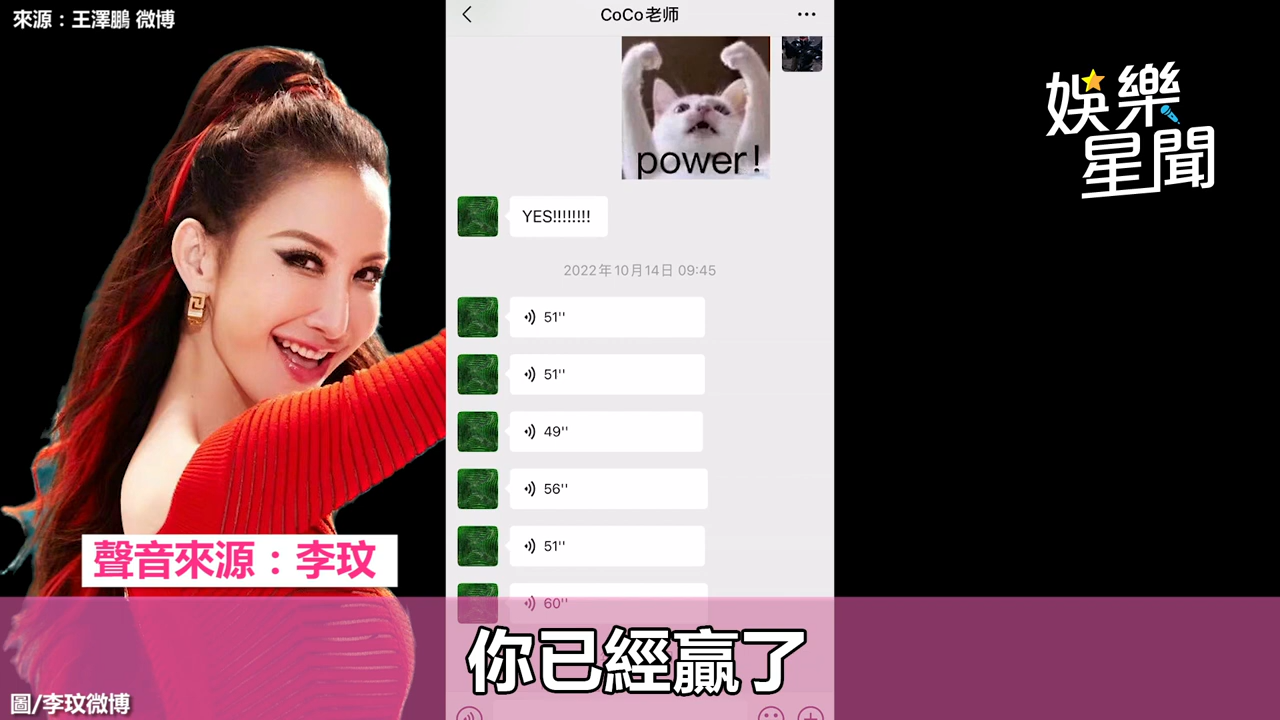 來源：王澤鵬 微博
CoCo老师
power!
YES!!!!!!!!
2022年10月14日 09:45
51''
51''
49''
56''
51''
60''
娛樂
星聞
聲音來源：李玟
你已經贏了
圖/李玟微博